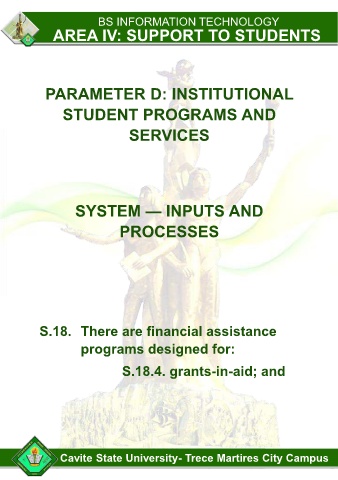 BS INFORMATION TECHNOLOGY
AREA IV: SUPPORT TO STUDENTS
PARAMETER D: INSTITUTIONAL
STUDENT PROGRAMS AND
SERVICES
SYSTEM — INPUTS AND
PROCESSES
S.18. There are financial assistance
programs designed for:
S.18.4. grants-in-aid; and
Cavite State University- Trece Martires City Campus